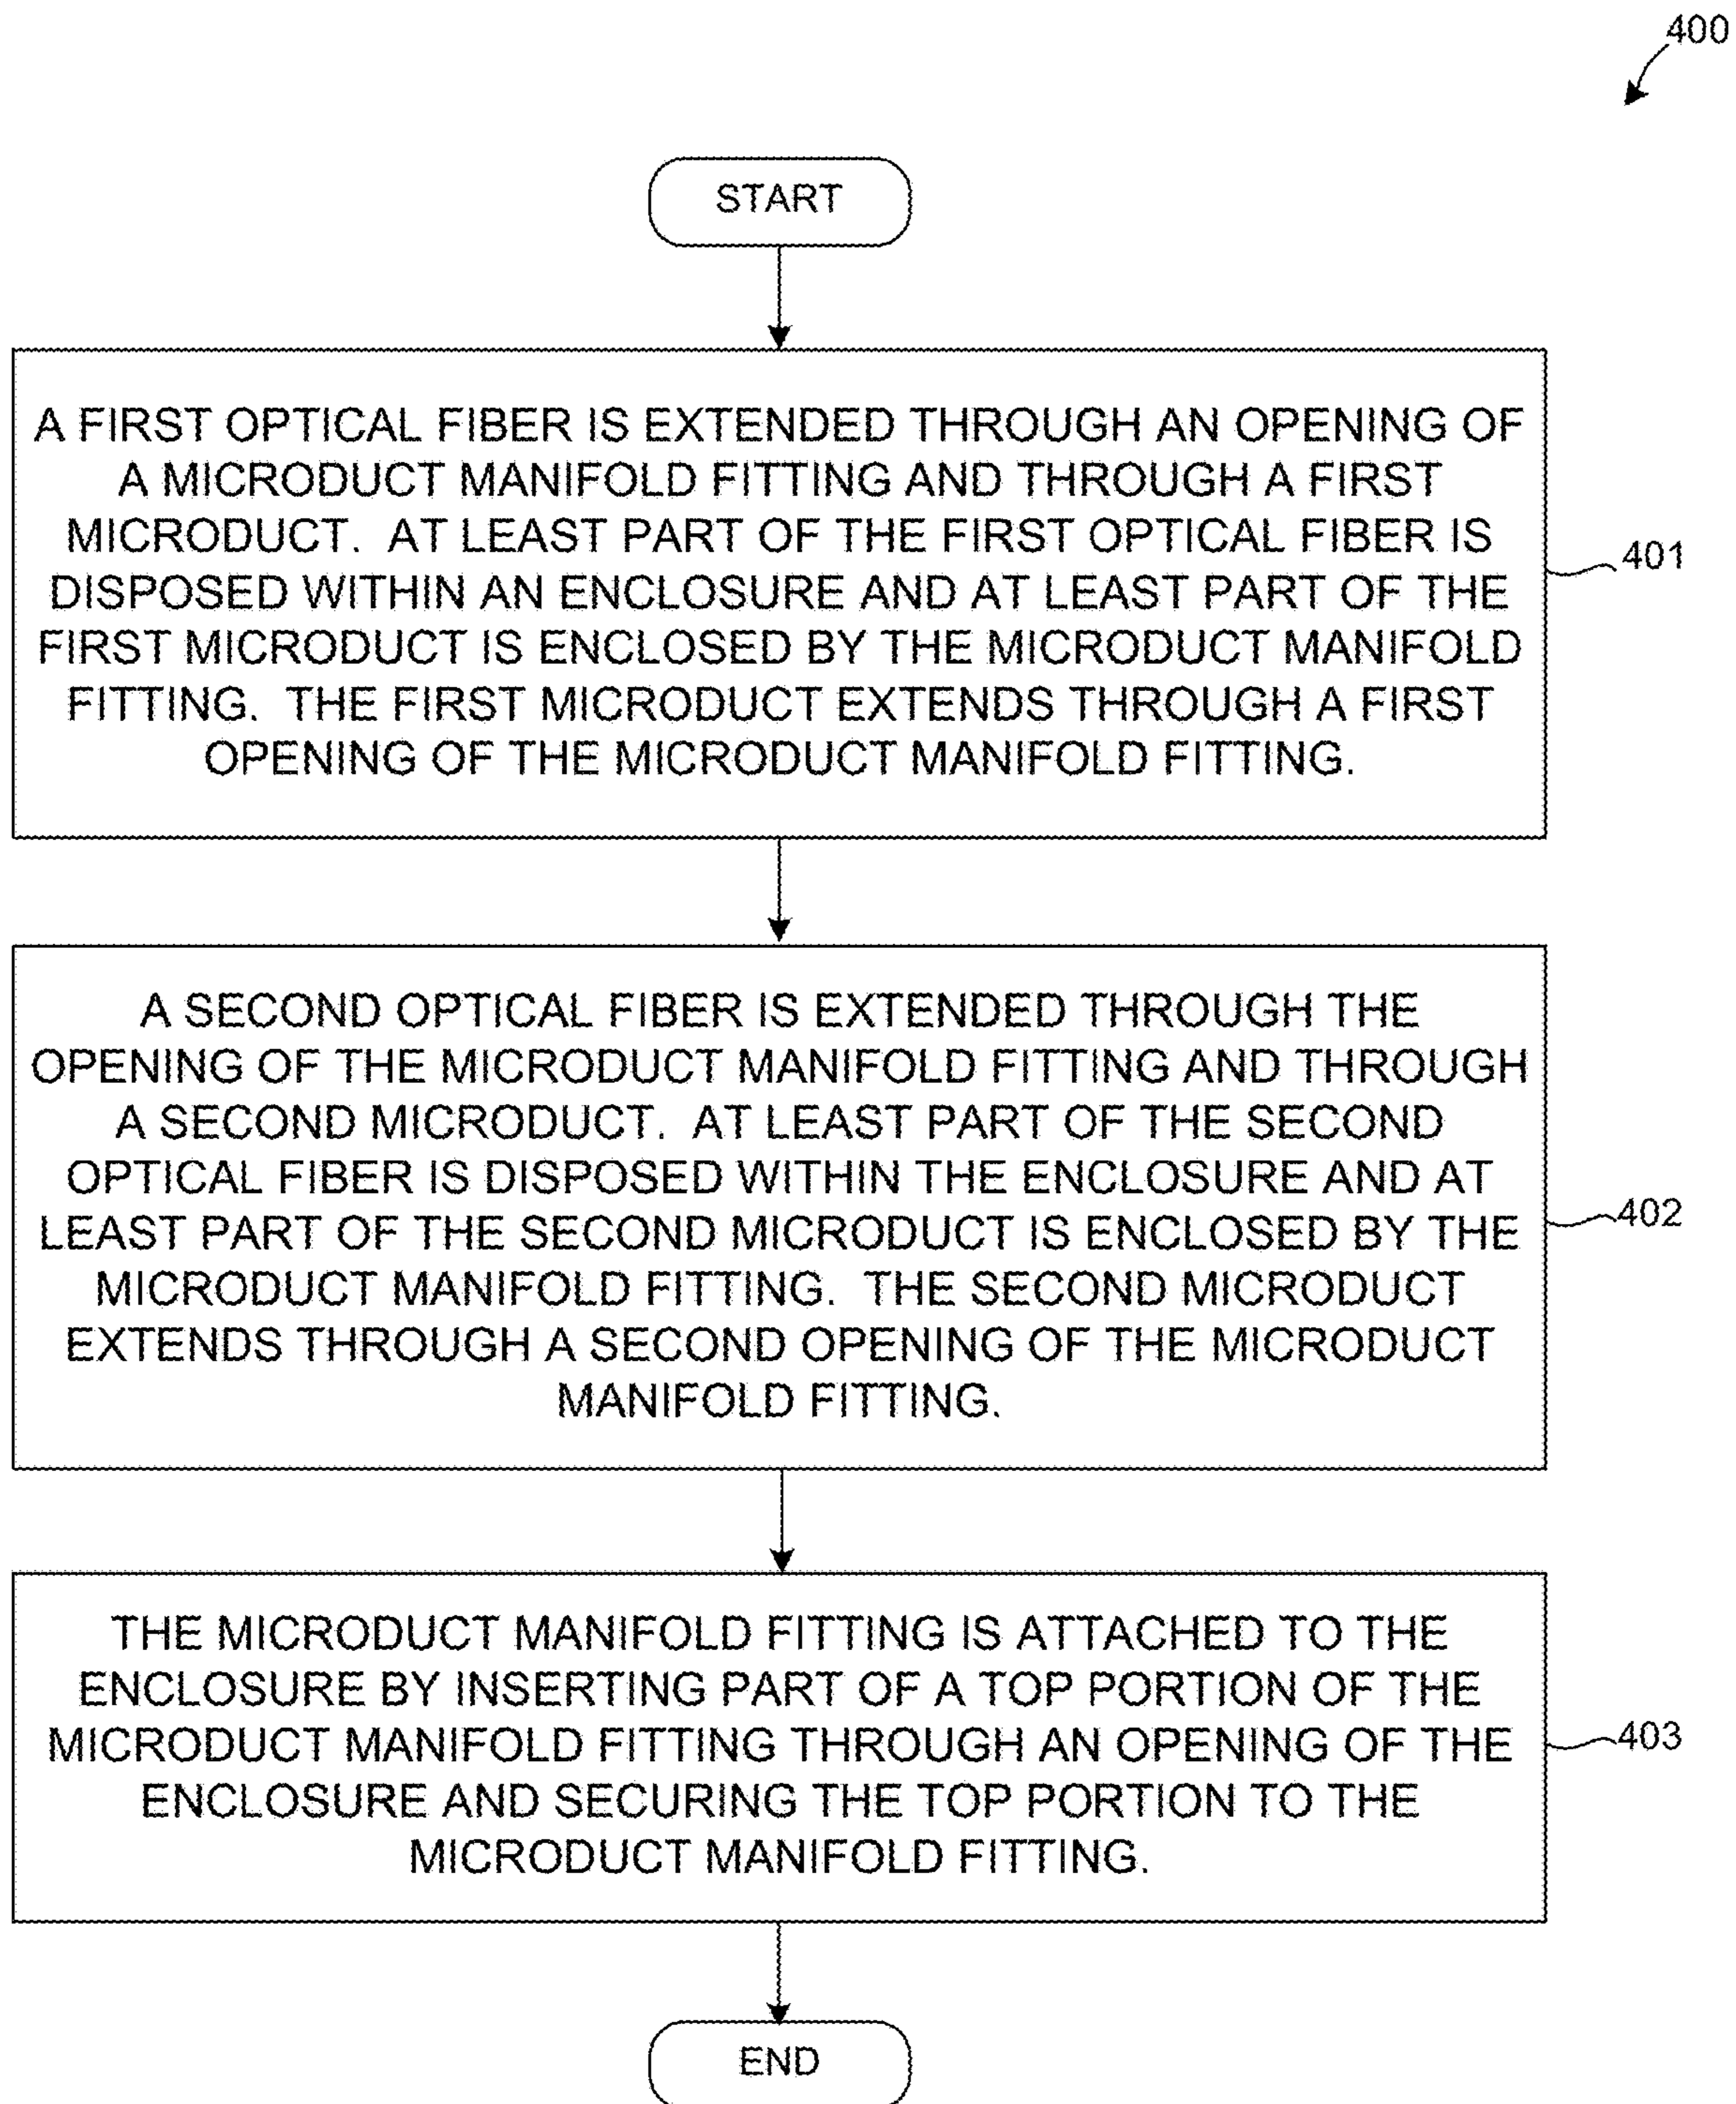 400
START
A FIRST OPTICAL FIBER IS EXTENDED THROUGH AN OPENING OF
A MICRODUCT MANIFOLD FITTING AND THROUGH A FIRST
MICRODUCT. AT LEAST PART OF THE FIRST OPTICAL FIBER IS
DISPOSED WITHIN AN ENCLOSURE AND AT LEAST PART OF THE
FIRST MICRODUCT IS ENCLOSED BY THE MICRODUCT MANIFOLD
FITTING. THE FIRST MICRODUCT EXTENDS THROUGH A FIRST
OPENING OF THE MICRODUCT MANIFOLD FITTING.
401
A SECOND OPTICAL FIBER IS EXTENDED THROUGH THE
OPENING OF THE MICRODUCT MANIFOLD FITTING AND THROUGH
A SECOND MICRODUCT. AT LEAST PART OF THE SECOND
OPTICAL FIBER IS DISPOSED WITHIN THE ENCLOSURE AND AT
LEAST PART OF THE SECOND MICRODUCT IS ENCLOSED BY THE
MICRODUCT MANIFOLD FITTING. THE SECOND MICRODUCT
EXTENDS THROUGH A SECOND OPENING OF THE MICRODUCT
MANIFOLD FITTING.
402
THE MICRODUCT MANIFOLD FITTING IS ATTACHED TO THE
ENCLOSURE BY INSERTING PART OF A TOP PORTION OF THE
MICRODUCT MANIFOLD FITTING THROUGH AN OPENING OF THE
ENCLOSURE AND SECURING THE TOP PORTION TO THE
MICRODUCT MANIFOLD FITTING.
403
END